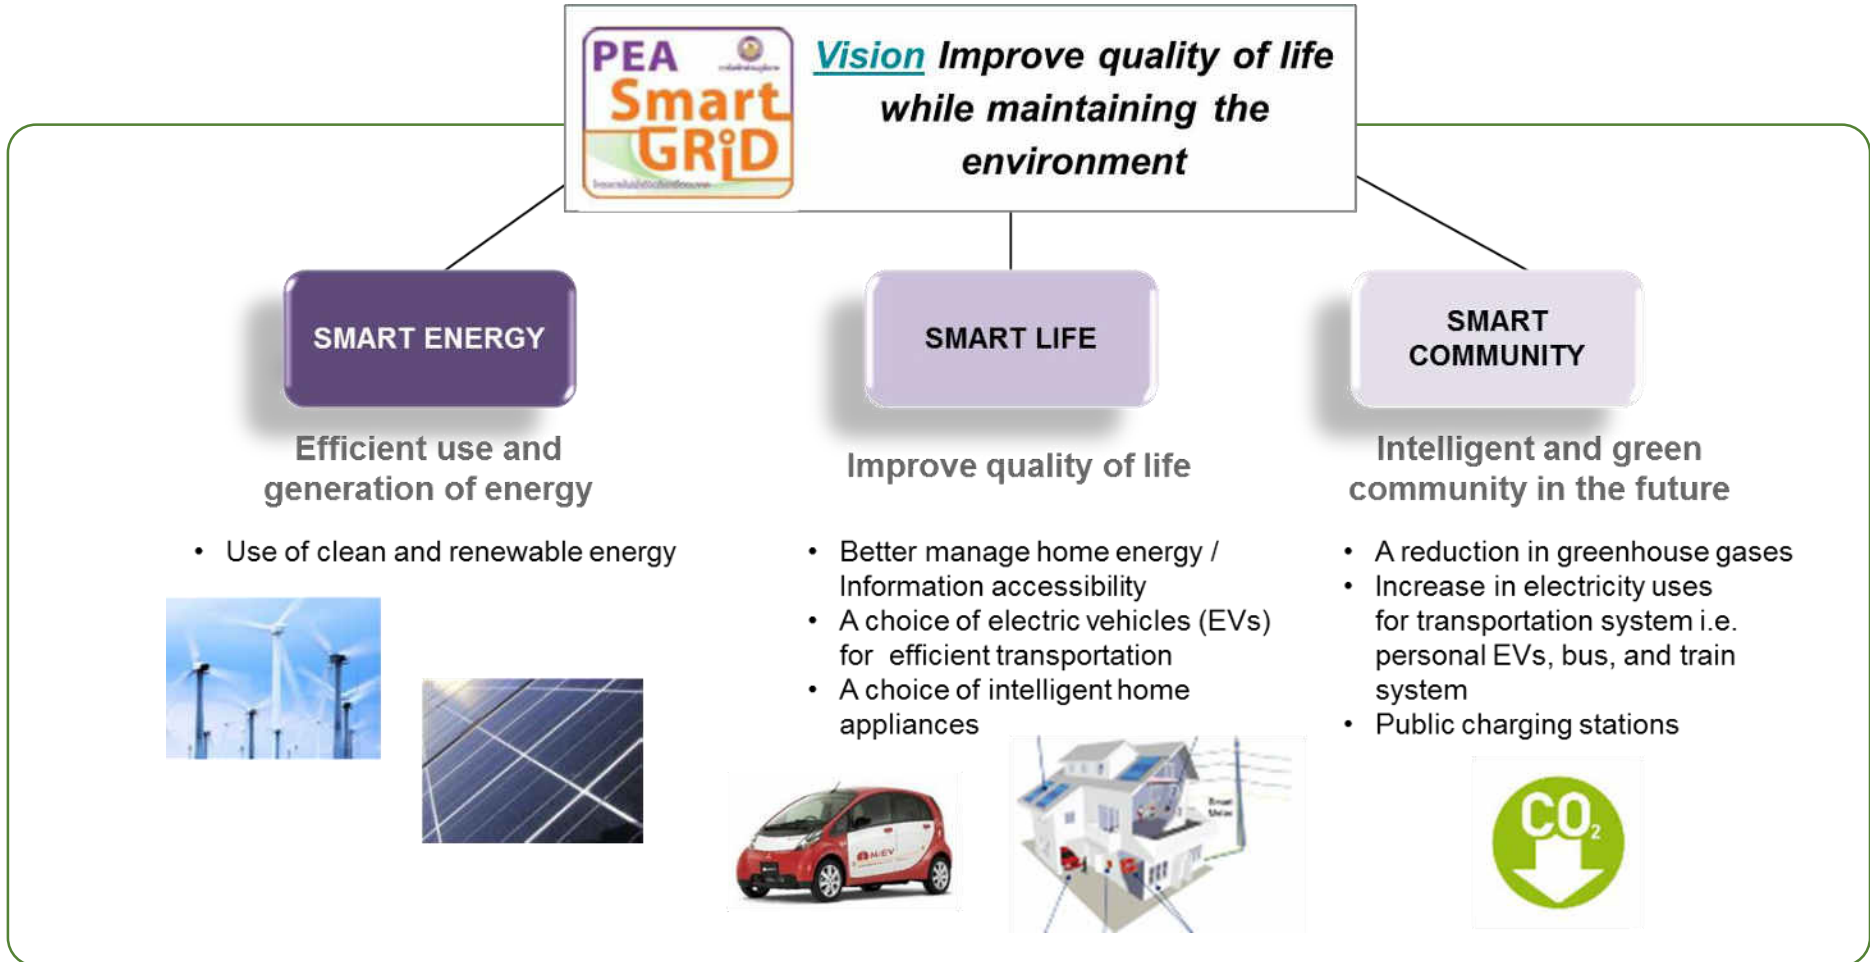 PEA
Smart
GRiD
Vision Improve quality of life
while maintaining the
environment
SMART ENERGY
Efficient use and
generation of energy
• Use of clean and renewable energy
SMART LIFE
Improve quality of life
• Better manage home energy /
Information accessibility
• A choice of electric vehicles (EVs)
for efficient transportation
• A choice of intelligent home
appliances
i-MiEV
Smart
Meter
SMART
COMMUNITY
Intelligent and green
community in the future
• A reduction in greenhouse gases
• Increase in electricity uses
for transportation system i.e.
personal EVs, bus, and train
system
• Public charging stations
CO₂